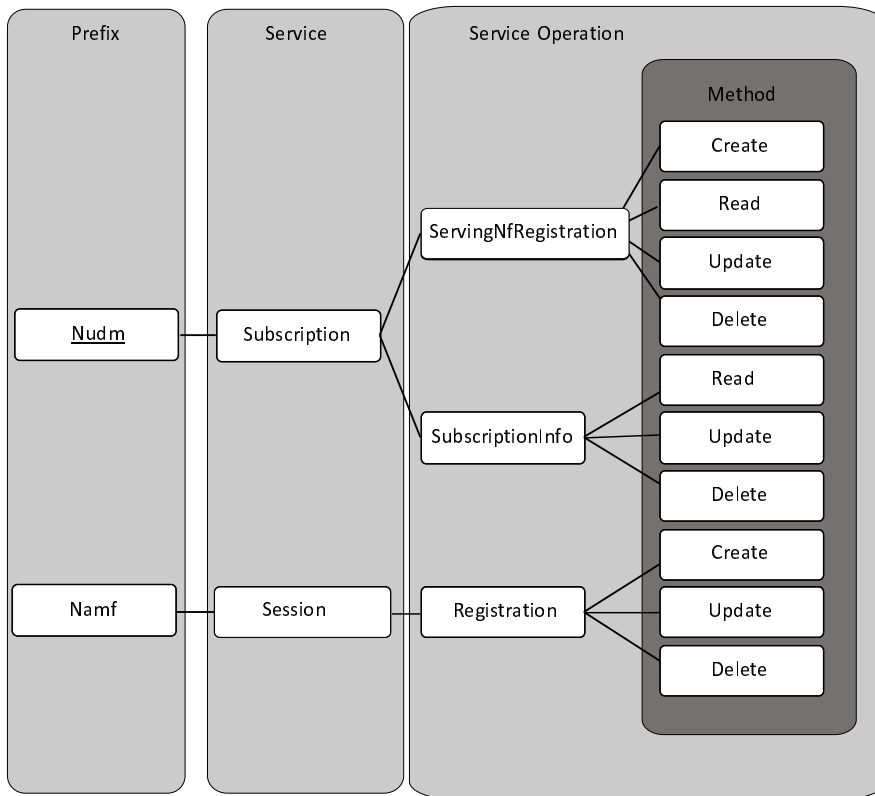 Prefix
Service
Service Operation
Method
Create
Read
ServingNfRegistration
Update
Delete
Nudm
Subscription
Read
SubscriptionInfo
Update
Delete
Create
Namf
Session
Registration
Update
Delete